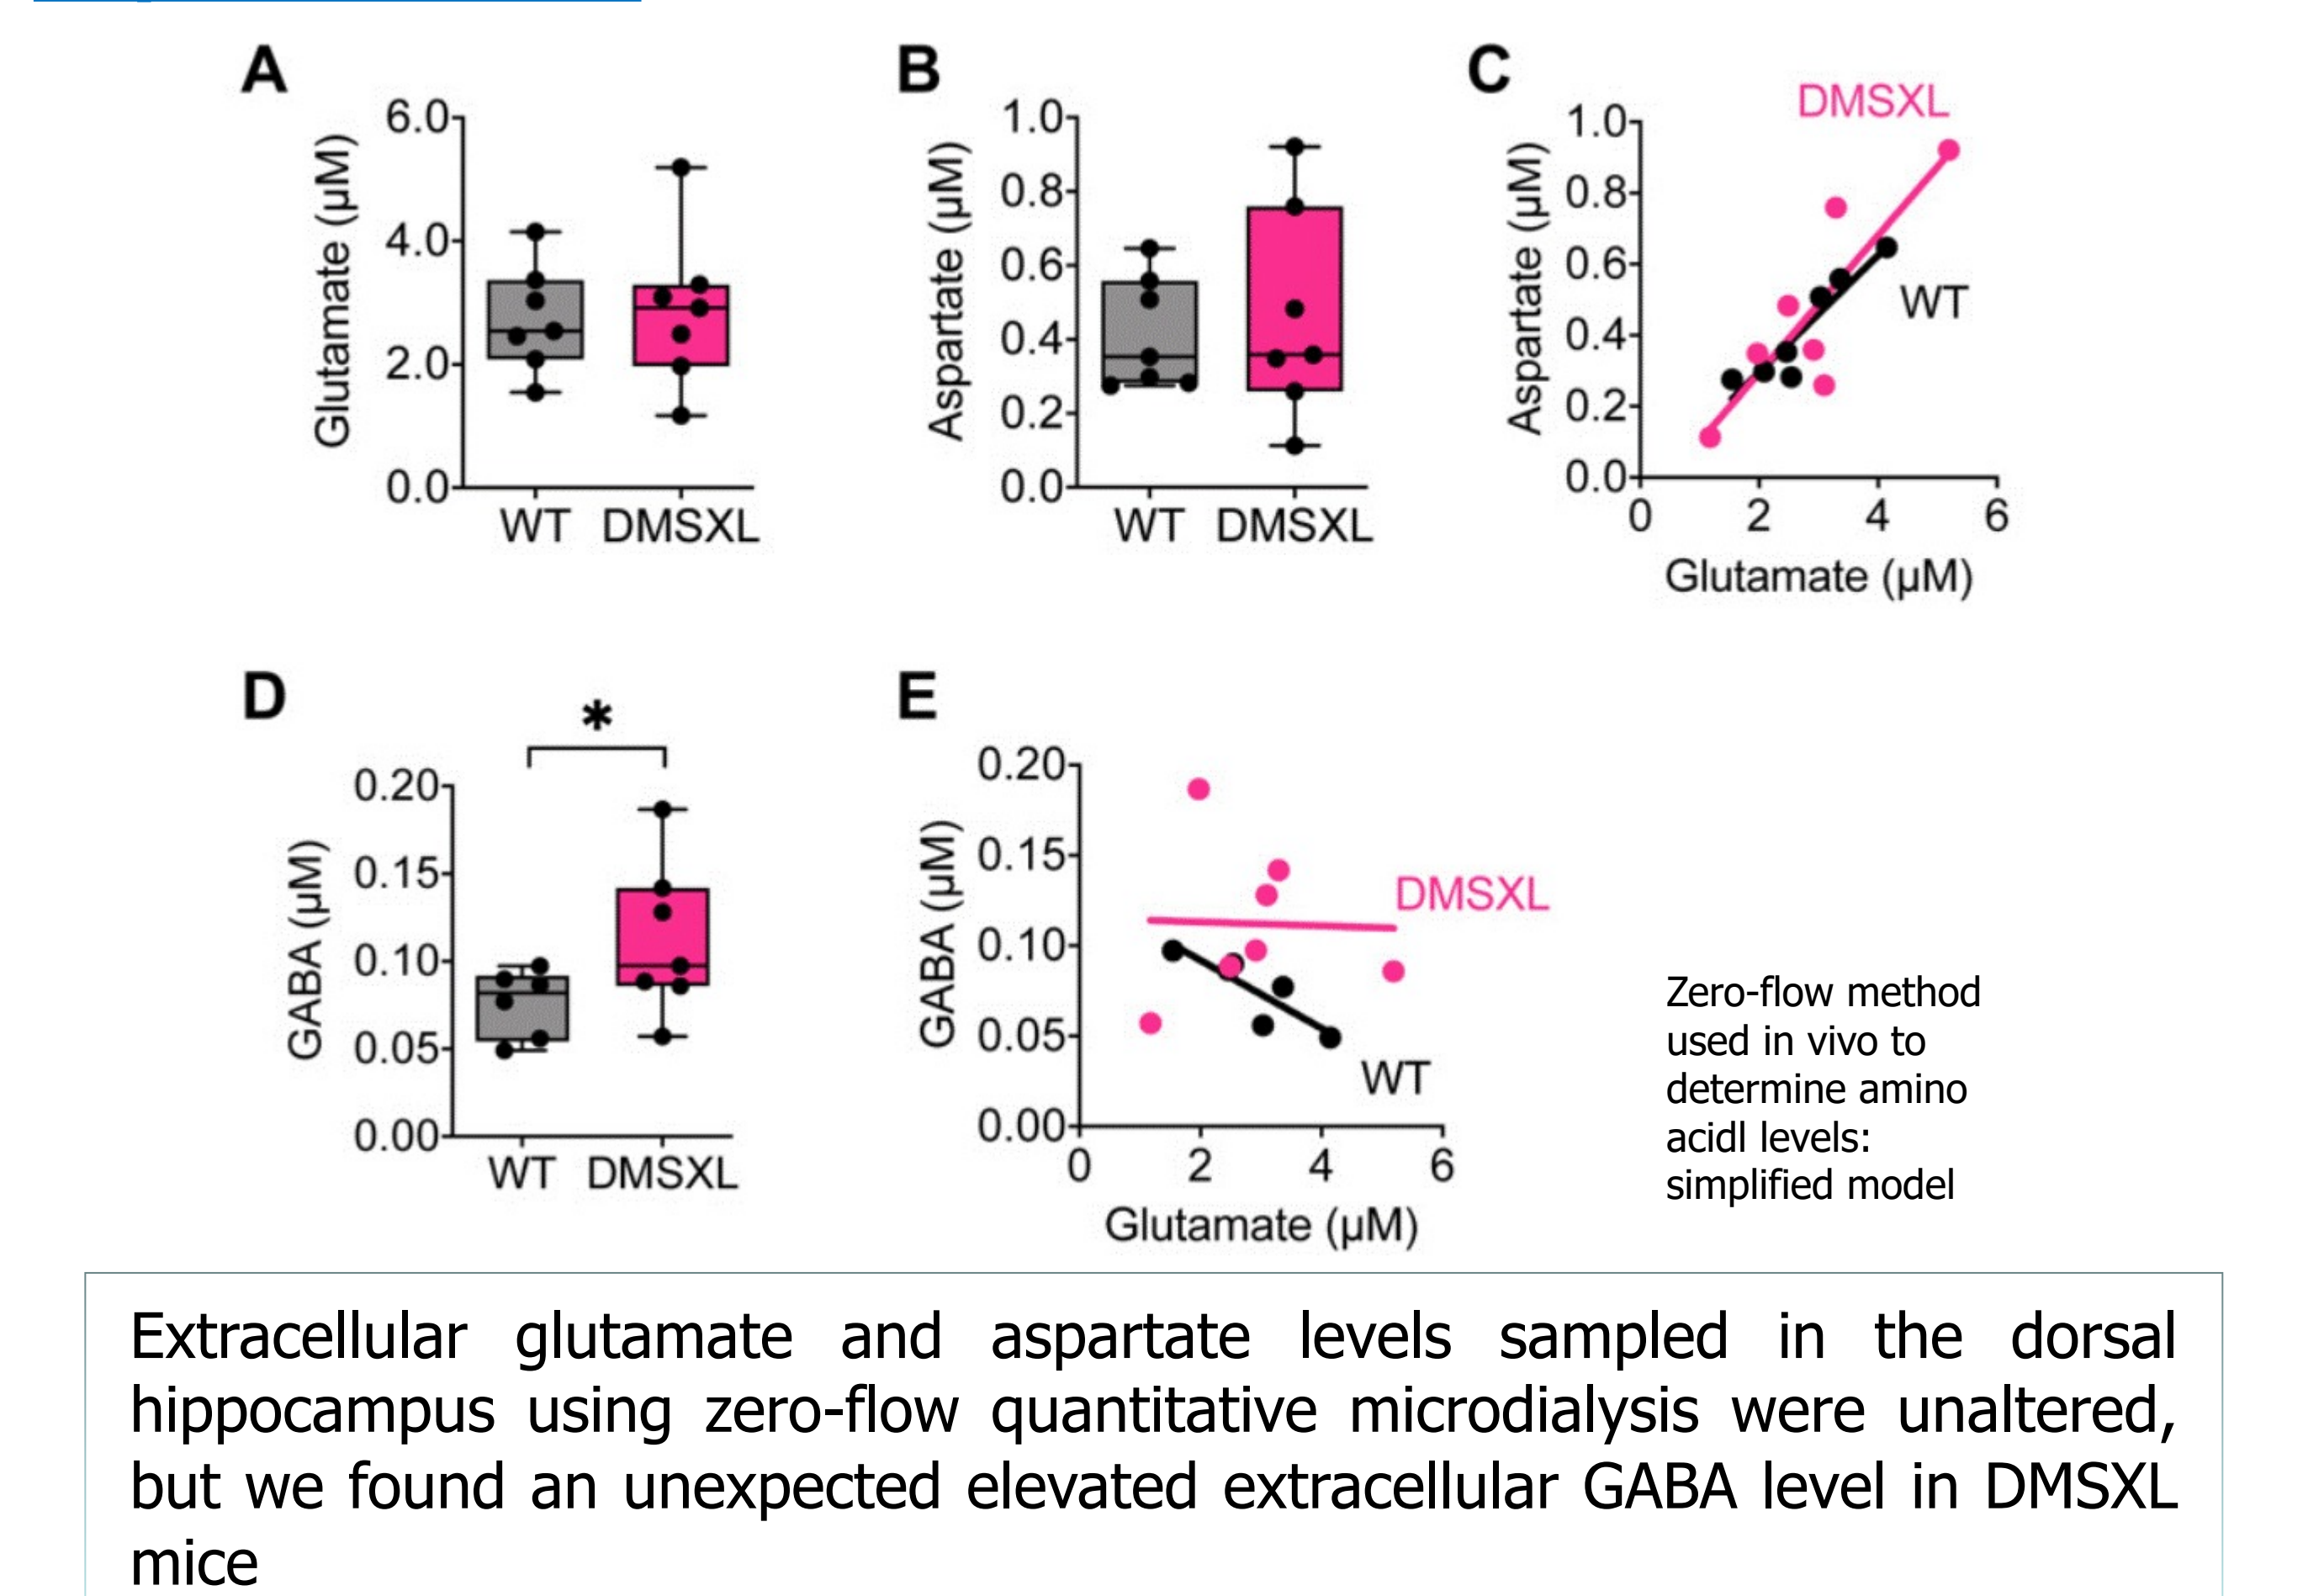 A
Glutamate (μM)
6.0
4.0
2.0
0.0
WT DMSXL
B
Aspartate (μM)
1.0
0.8
0.6
0.4
0.2
0.0
WT DMSXL
C
DMSXL
Aspartate (μM)
1.0
0.8
0.6
0.4
0.2
0.0
WT
0 2 4 6
Glutamate (μM)
D
*
GABA (μM)
0.20
0.15
0.10
0.05
0.00
WT DMSXL
E
GABA (μM)
0.20
0.15
0.10
0.05
0.00
DMSXL
WT
0 2 4 6
Glutamate (μM)
Zero-flow method
used in vivo to
determine amino
acidl levels:
simplified model
Extracellular glutamate and aspartate levels sampled in the dorsal
hippocampus using zero-flow quantitative microdialysis were unaltered,
but we found an unexpected elevated extracellular GABA level in DMSXL
mice